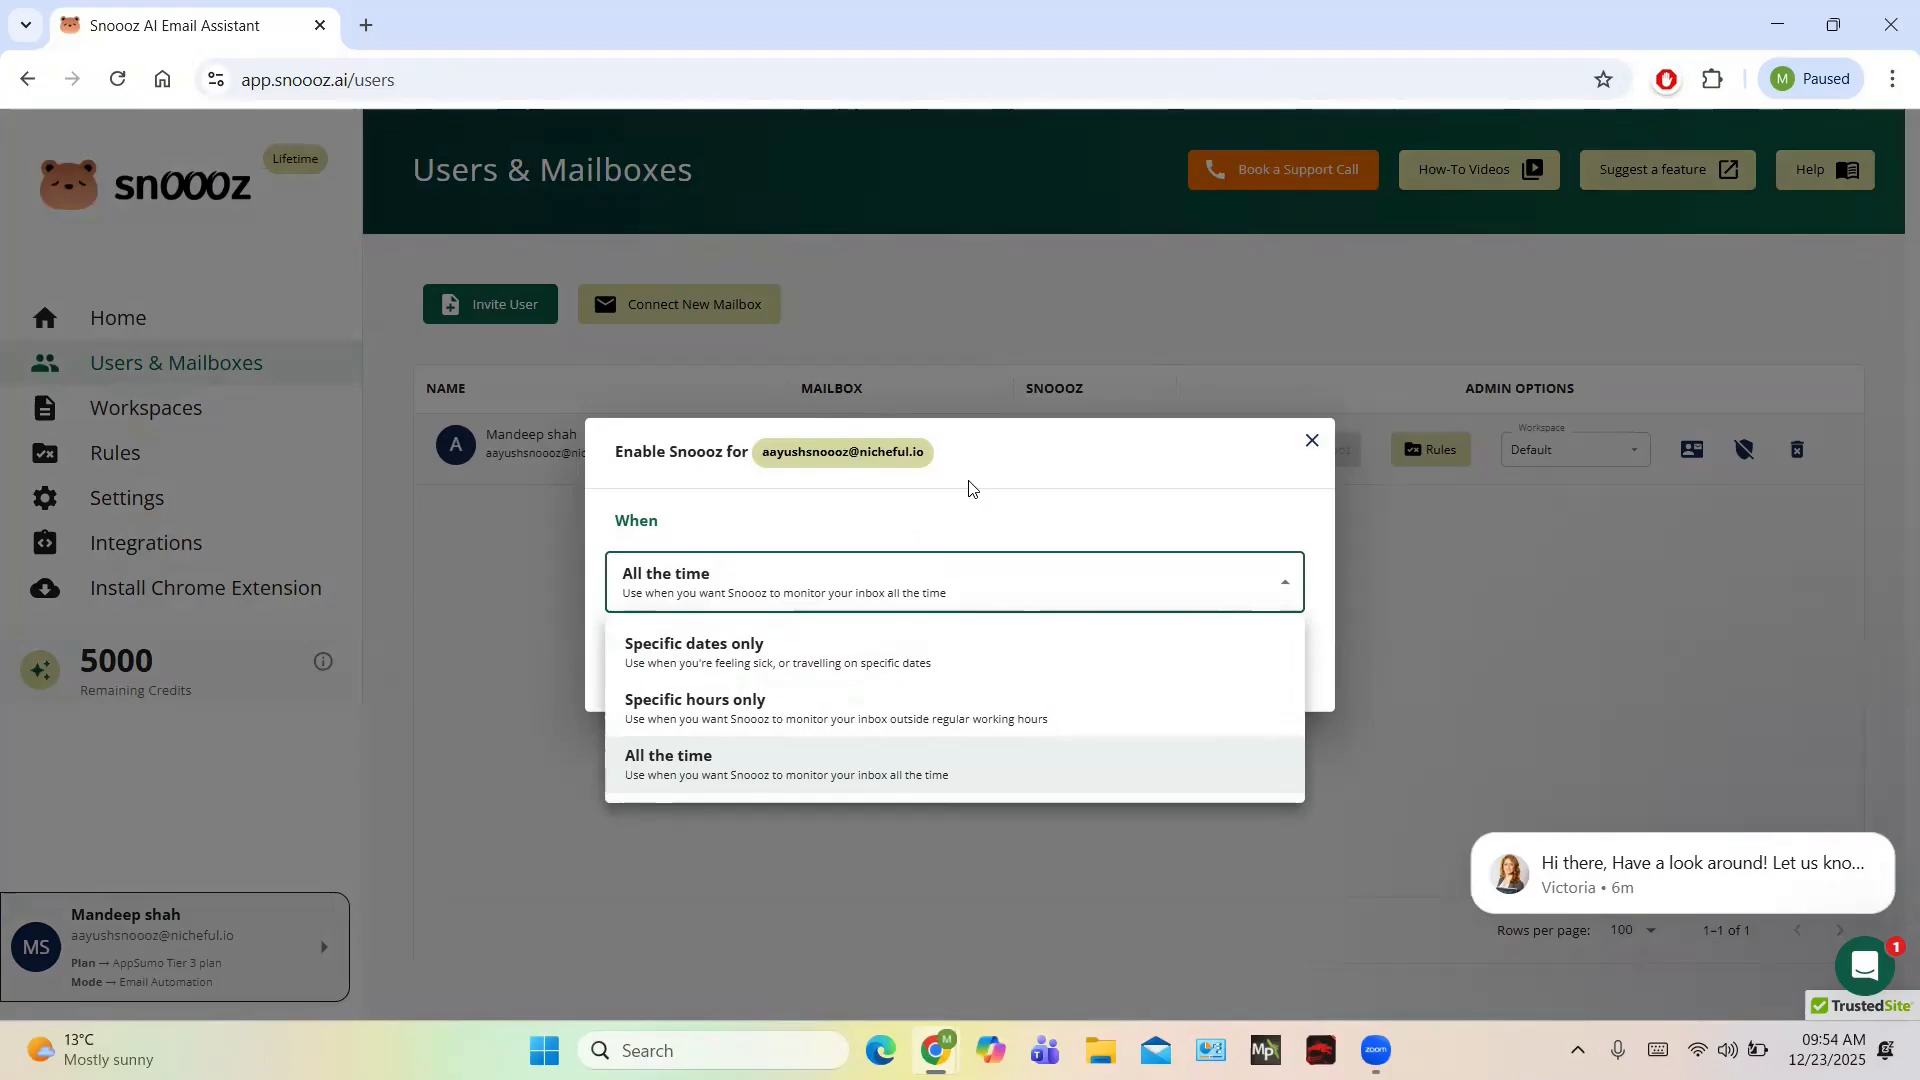 Snoooz AI Email Assistant
app.snoooz.ai/users
M Paused
snOOOz
Lifetime
Users & Mailboxes
Book a Support Call
How-To Videos
Suggest a feature
Help
Home
Users & Mailboxes
Workspaces
Rules
Settings
Integrations
Install Chrome Extension
5000
Remaining Credits
Invite User
Connect New Mailbox
NAME
MAILBOX
SNOOOZ
ADMIN OPTIONS
A
Mandeep shah
aayushsnoooz@nic
Rules
Workspace
Default
Enable Snoooz for aayushsnoooz@nicheful.io
When
All the time
Use when you want Snoooz to monitor your inbox all the time
Specific dates only
Use when you're feeling sick, or travelling on specific dates
Specific hours only
Use when you want Snoooz to monitor your inbox outside regular working hours
All the time
Use when you want Snoooz to monitor your inbox all the time
MS
Mandeep shah
aayushsnoooz@nicheful.io
Plan → AppSumo Tier 3 plan
Mode → Email Automation
Hi there, Have a look around! Let us kno...
Victoria • 6m
Rows per page: 100
1–1 of 1
1
TrustedSite
13°C
Mostly sunny
Search
M
Mp
zoom
09:54 AM
12/23/2025